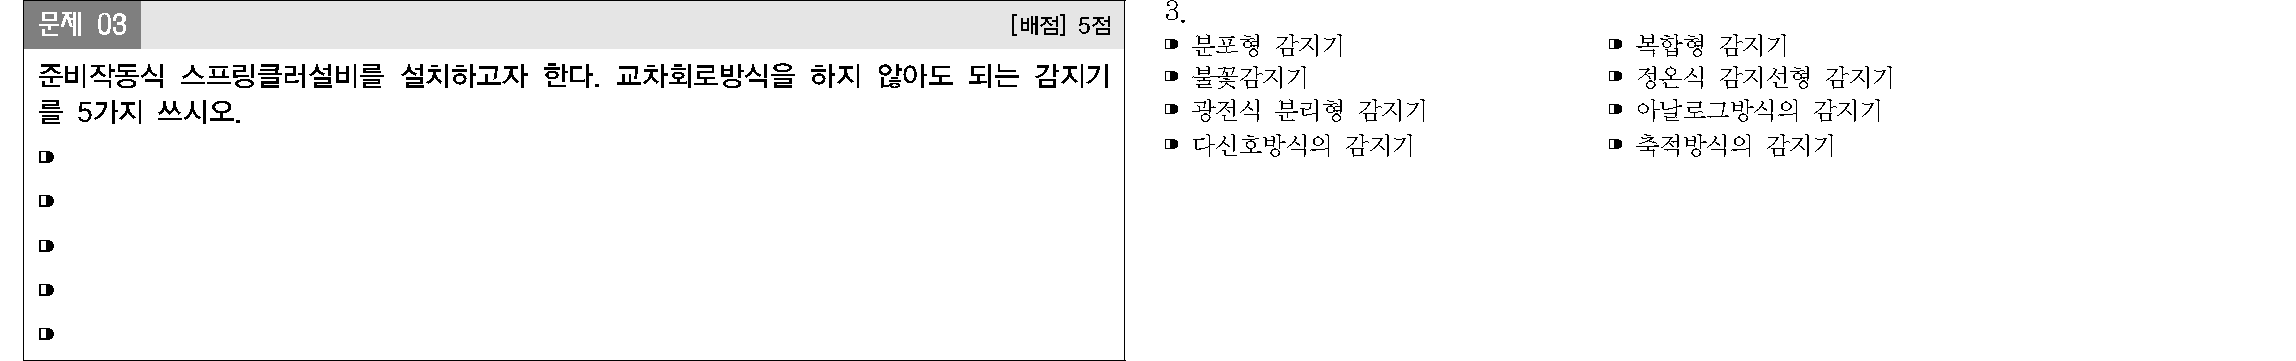 문제 03
[배점] 5점
준비작동식 스프링클러설비를 설치하고자 한다. 교차회로방식을 하지 않아도 되는 감지기
를 5가지 쓰시오.
3.
분포형 감지기
복합형 감지기
불꽃감지기
정온식 감지선형 감지기
광전식 분리형 감지기
아날로그방식의 감지기
다신호방식의 감지기
축적방식의 감지기